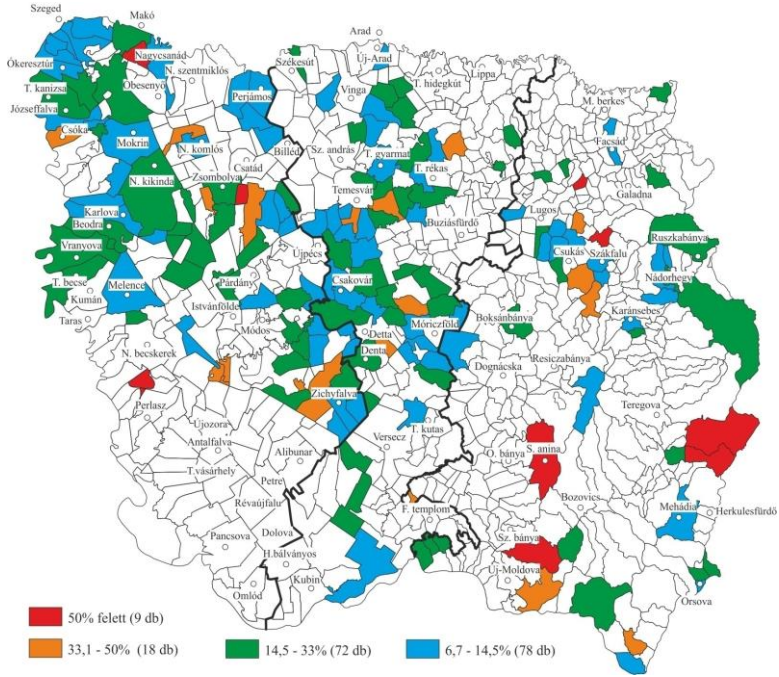 Szeged
Makó
Arad
Ókeresztúr
Nagycsanád
N. szentmiklós
Székesút
Új-Arad
T. hidegkút
Lippa
T. kanizsa
Obesenyő
Perjámos
Vinga
M. berkes
Józseffalva
Csóka
Mokrin
N. komlós
Billéd
Sz. andrás
T. gyarmat
Facsád
N. kikinda
Csatád
Zsombolya
T. rékas
Galadna
Temesvár
Karlova
Buziásfürdő
Lugos
Beodra
Vranyova
Újpécs
Csukás
Szákfalu
Ruszkabánya
T. becse
Melence
Párdány
Csakovár
Nádorhegy
Kumán
Istvánfölde
Taras
Módos
Detta
Móriczföld
Boksánbánya
Karánsebes
N. becskerek
Denta
Dognácska
Resiczabánya
Perlasz
Zichyfalva
Teregova
Újozora
Versecz
T. kutas
Antalfalva
Alibunar
O. bánya
S. anina
T.vásárhely
Petre
Révaújfalu
F. templom
Bozovics
Mehádia
Herkulesfürdő
Pancsova
Dolova
Sz. bánya
H.bálványos
Új-Moldova
Omlód
Kubin
Orsova
50% felett (9 db)
33,1 - 50% (18 db)
14,5 - 33% (72 db)
6,7 - 14,5% (78 db)